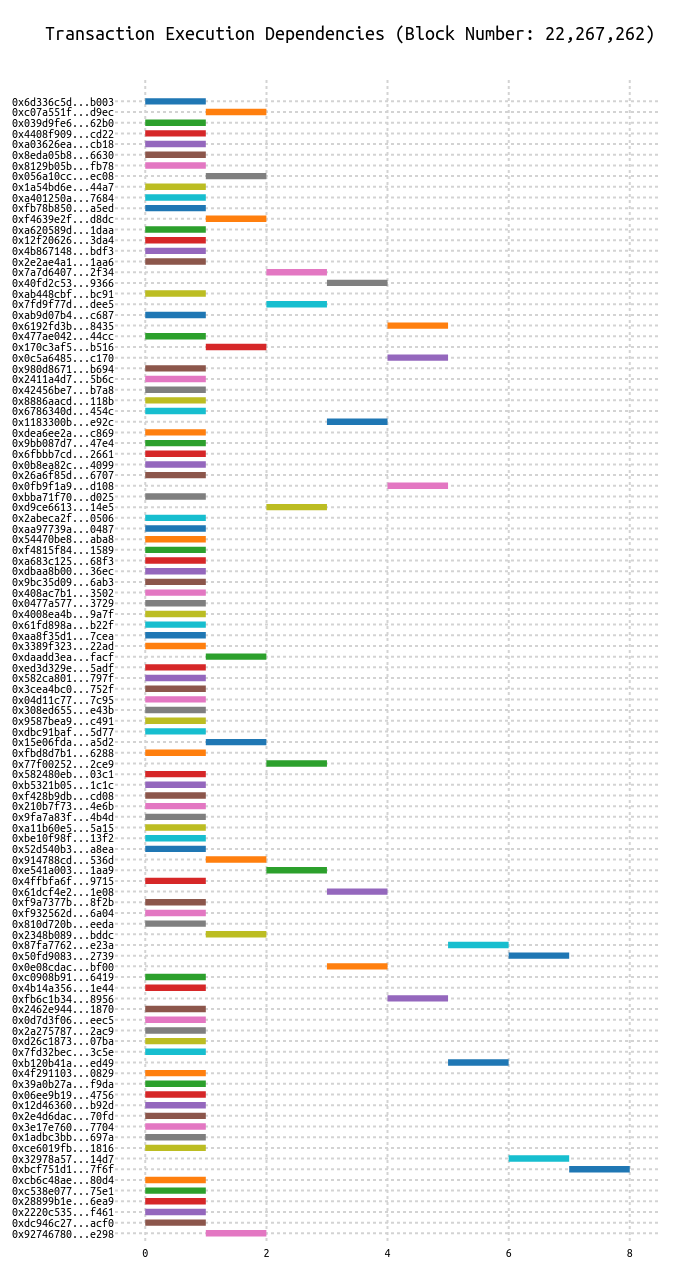 Transaction Execution Dependencies (Block Number: 22,267,262)
0x6d336c5d...b003
0xc07a551f...d9ec
0x039d9fe6...62b0
0x4408f909...cd22
0xa03626ea...cb18
0x8eda05b8...6630
0x8129b05b...fb78
0x056a10cc...ec08
0x1a54bd6e...44a7
0xa401250a...7684
0xfb78b850...a5ed
0xf4639e2f...d8dc
0xa620589d...1daa
0x12f20626...3da4
0x4b867148...bdf3
0x2e2ae4a1...1aa6
0x7a7d6407...2f34
0x40fd2c53...9366
0xab448cbf...bc91
0x7fd9f77d...dee5
0xab9d07b4...c687
0x6192fd3b...8435
0x477ae042...44cc
0x170c3af5...b516
0x0c5a6485...c170
0x980d8671...b694
0x2411a4d7...5b6c
0x42456be7...b7a8
0x8886aacd...118b
0x6786340d...454c
0x1183300b...e92c
0xdea6ee2a...c869
0x9bb087d7...47e4
0x6fbbb7cd...2661
0x0b8ea82c...4099
0x26a6f85d...6707
0x0fb9f1a9...d108
0xbba71f70...d025
0xd9ce6613...14e5
0x2abeca2f...0506
0xaa97739a...0487
0x54470be8...aba8
0xf4815f84...1589
0xa683c125...68f3
0xdbaa8b00...36ec
0x9bc35d09...6ab3
0x408ac7b1...3502
0x0477a577...3729
0x4008ea4b...9a7f
0x61fd898a...b22f
0xaa8f35d1...7cea
0x3389f323...22ad
0xdaadd3ea...facf
0xed3d329e...5adf
0x582ca801...797f
0x3cea4bc0...752f
0x04d11c77...7c95
0x308ed655...e43b
0x9587bea9...c491
0xdbc91baf...5d77
0x15e06fda...a5d2
0xfbd8d7b1...6288
0x77f00252...2ce9
0x582480eb...03c1
0xb5321b05...1c1c
0xf428b9db...cd08
0x210b7f73...4e6b
0x9fa7a83f...4b4d
0xa11b60e5...5a15
0xbe10f98f...13f2
0x52d540b3...a8ea
0x914788cd...536d
0xe541a003...1aa9
0x4ffbfa6f...9715
0x61dcf4e2...1e08
0xf9a7377b...8f2b
0xf932562d...6a04
0x810d720b...eeda
0x2348b089...bddc
0x87fa7762...e23a
0x50fd9083...2739
0x0e08cdac...bf00
0xc0908b91...6419
0x4b14a356...1e44
0xfb6c1b34...8956
0x2462e944...1870
0x0d7d3f06...eec5
0x2a275787...2ac9
0xd26c1873...07ba
0x7fd32bec...3c5e
0xb120b41a...ed49
0x4f291103...0829
0x39a0b27a...f9da
0x06ee9b19...4756
0x12d46360...b92d
0x2e4d6dac...70fd
0x3e17e760...7704
0x1adbc3bb...697a
0xce6019fb...1816
0x32978a57...14d7
0xbcf751d1...7f6f
0xcb6c48ae...80d4
0xc538e077...75e1
0x28899b1e...6ea9
0x2220c535...f461
0xdc946c27...acf0
0x92746780...e298
0 2 4 6 8